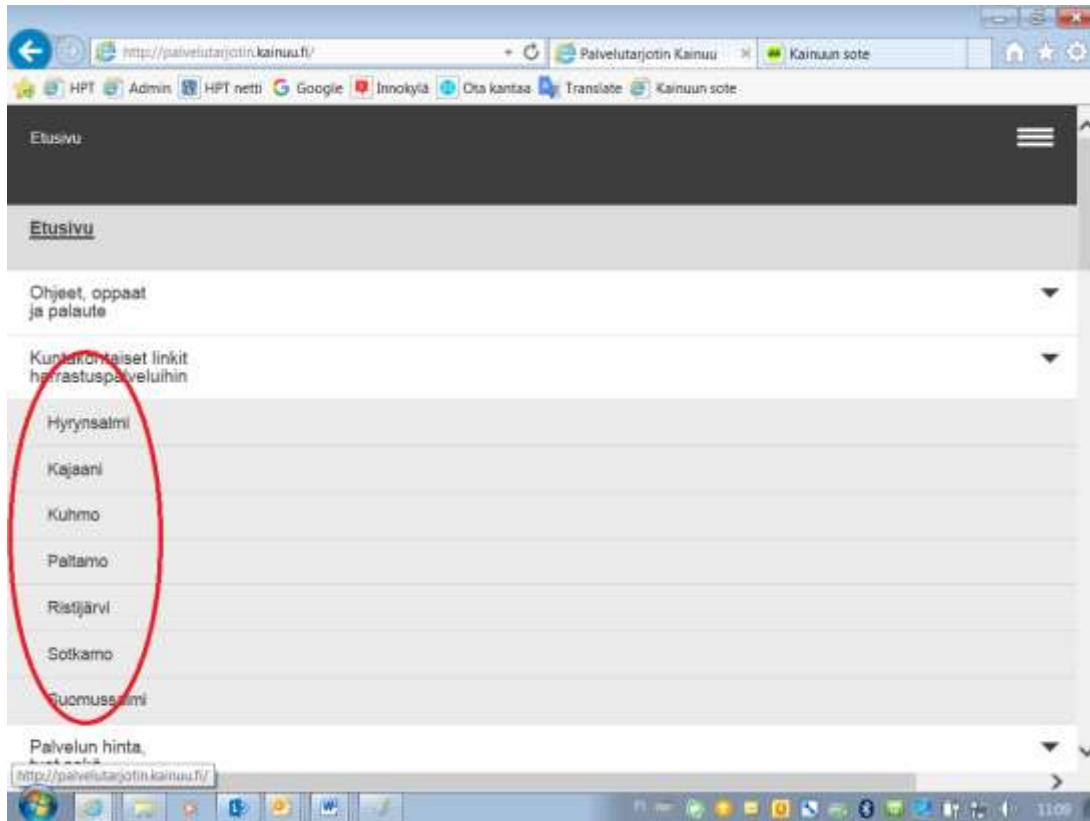 http://palvelutarjotin.kainuu.fi/
Palvelutarjotin Kainuu
Kainuun sote
HPT
Admin
HPT netti
Google
Innokylä
Ota kantaa
Translate
Kainuun sote
Etusivu
Etusivu
Ohjeet, oppaat
ja palaute
Kuntakohtaiset linkit
harrastuspalveluihin
Hyrynsalmi
Kajaani
Kuhmo
Paltamo
Ristijärvi
Sotkamo
Suomussalmi
Palvelun hinta,
http://palvelutarjotin.kainuu.fi/
11:09